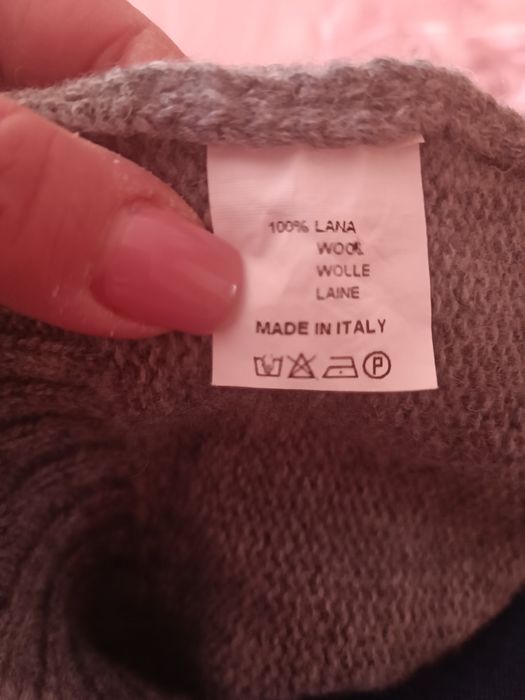 100% LANA
WOOL
WOLLE
LAINE
MADE IN ITALY
P